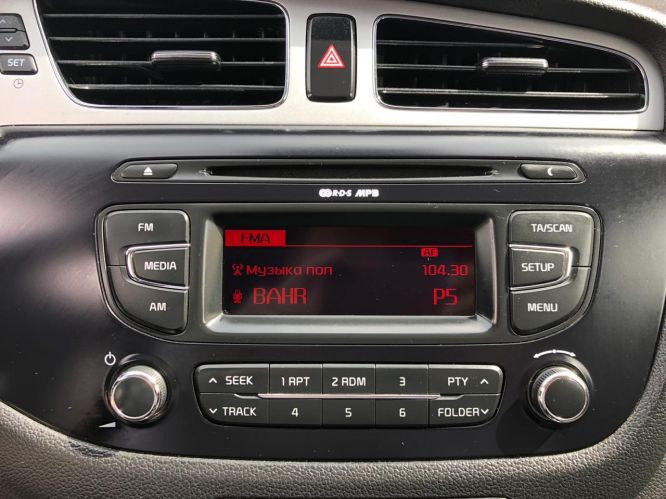 SET
R·D·S MP3
FM
TA/SCAN
FMA
AF
MEDIA
Музыка поп
104.30
SETUP
BAHR
P5
AM
MENU
SEEK
1 RPT
2 RDM
3
PTY
TRACK
4
5
6
FOLDER